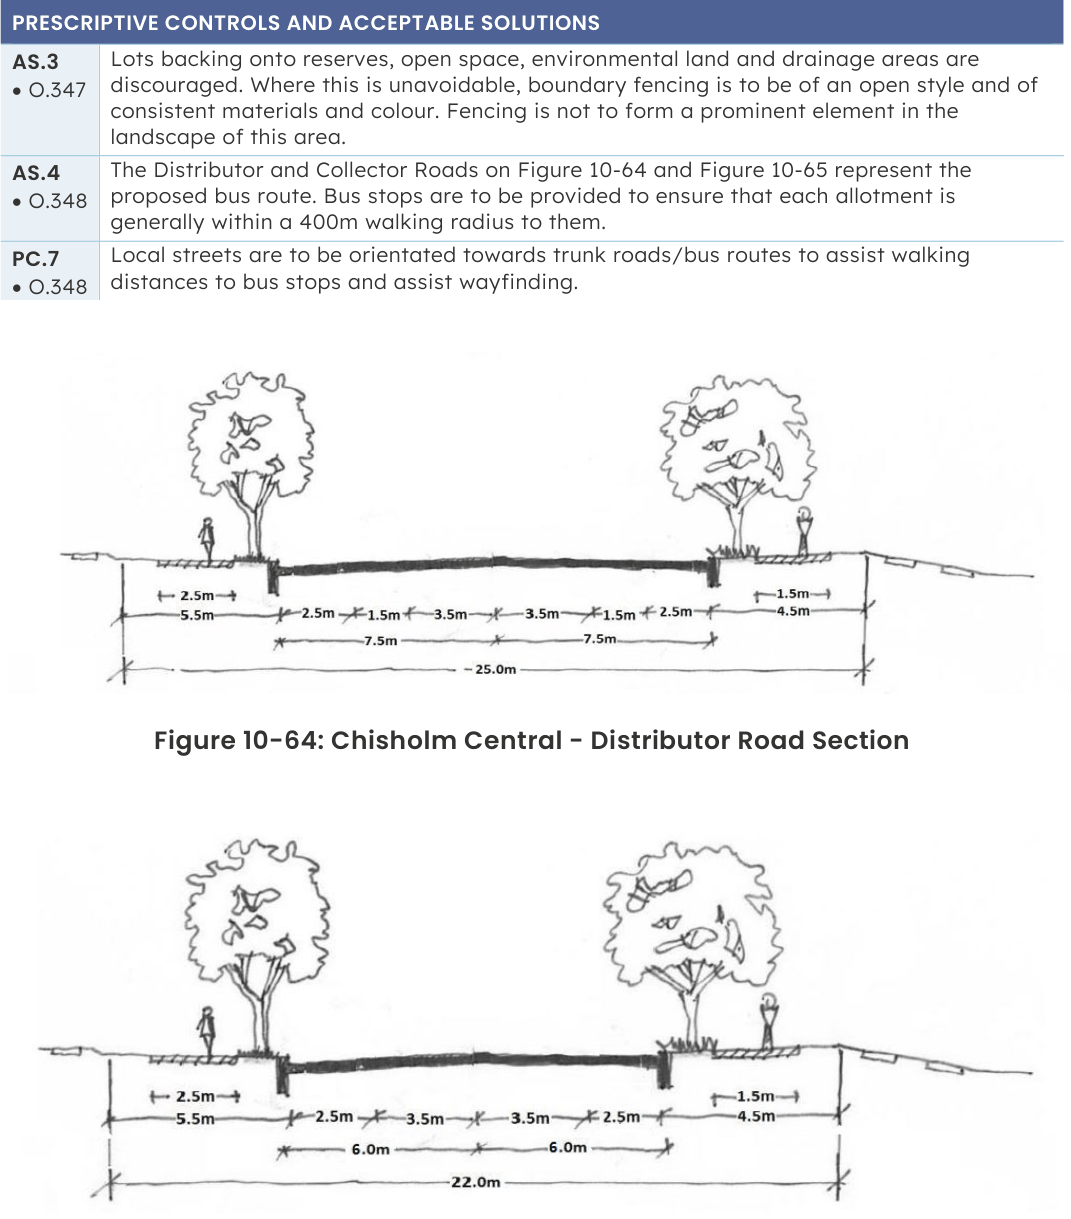 PRESCRIPTIVE CONTROLS AND ACCEPTABLE SOLUTIONS
AS.3
• O.347
Lots backing onto reserves, open space, environmental land and drainage areas are
discouraged. Where this is unavoidable, boundary fencing is to be of an open style and of
consistent materials and colour. Fencing is not to form a prominent element in the
landscape of this area.
AS.4
• O.348
The Distributor and Collector Roads on Figure 10-64 and Figure 10-65 represent the
proposed bus route. Bus stops are to be provided to ensure that each allotment is
generally within a 400m walking radius to them.
PC.7
• O.348
Local streets are to be orientated towards trunk roads/bus routes to assist walking
distances to bus stops and assist wayfinding.
2.5m 1.5m
5.5m 2.5m 1.5m 3.5m 3.5m 1.5m 2.5m 4.5m
7.5m 7.5m
25.0m
Figure 10-64: Chisholm Central - Distributor Road Section
2.5m 1.5m
5.5m 2.5m 3.5m 3.5m 2.5m 4.5m
6.0m 6.0m
22.0m